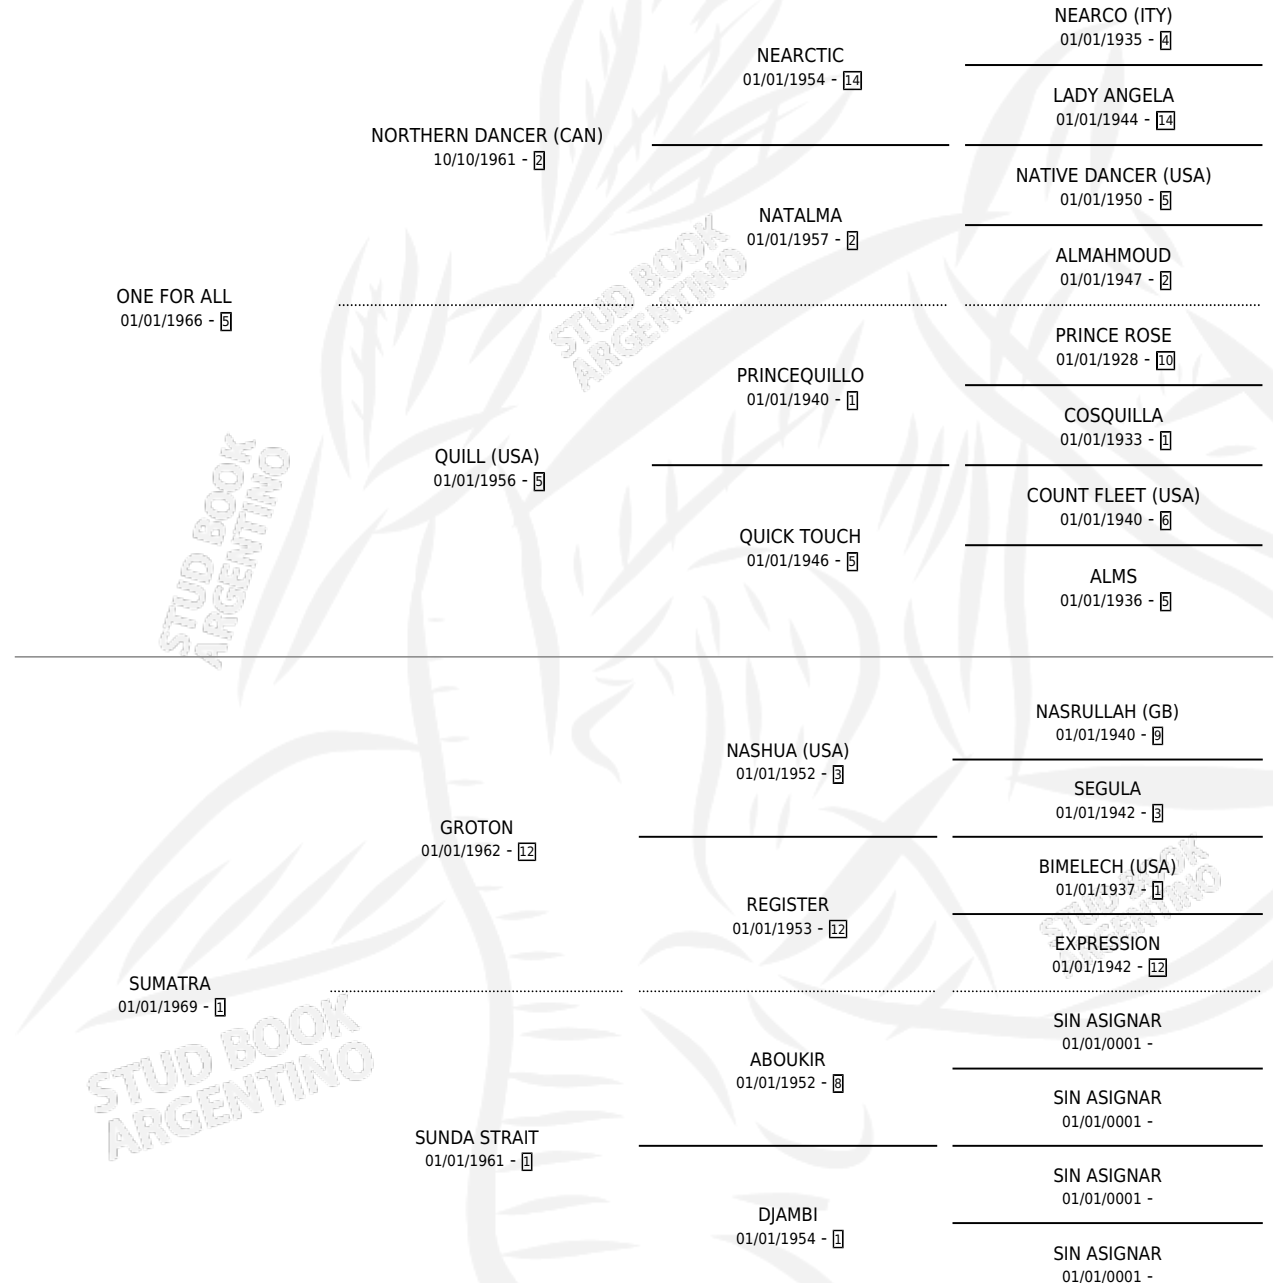 NEARCO (ITY)
01/01/1935 - 4
NEARCTIC
01/01/1954 - 14
LADY ANGELA
01/01/1944 - 14
NORTHERN DANCER (CAN)
10/10/1961 - 2
NATIVE DANCER (USA)
01/01/1950 - 5
NATALMA
01/01/1957 - 2
ALMAHMOUD
01/01/1947 - 2
STUD BOOK
ARGENTINO
ONE FOR ALL
01/01/1966 - 5
PRINCE ROSE
01/01/1928 - 10
PRINCEQUILLO
01/01/1940 - 1
COSQUILLA
01/01/1933 - 1
QUILL (USA)
01/01/1956 - 5
COUNT FLEET (USA)
01/01/1940 - 6
QUICK TOUCH
01/01/1946 - 5
ALMS
01/01/1936 - 5
STUD BOOK
ARGENTINO
NASRULLAH (GB)
01/01/1940 - 9
NASHUA (USA)
01/01/1952 - 3
SEGULA
01/01/1942 - 3
GROTON
01/01/1962 - 12
BIMELECH (USA)
01/01/1937 - 1
REGISTER
01/01/1953 - 12
EXPRESSION
01/01/1942 - 12
STUD BOOK
ARGENTINO
SUMATRA
01/01/1969 - 1
SIN ASIGNAR
01/01/0001 -
ABOUKIR
01/01/1952 - 8
SIN ASIGNAR
01/01/0001 -
STUD BOOK
ARGENTINO
SUNDA STRAIT
01/01/1961 - 1
SIN ASIGNAR
01/01/0001 -
DJAMBI
01/01/1954 - 1
SIN ASIGNAR
01/01/0001 -